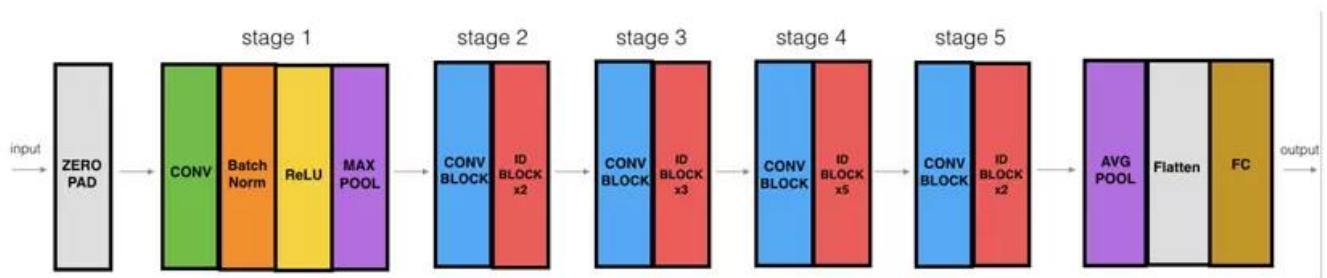 stage 1
stage 2
stage 3
stage 4
stage 5
input
ZERO
PAD
CONV
Batch
Norm
ReLU
MAX
POOL
CONV
BLOCK
ID
BLOCK
x2
CONV
BLOCK
ID
BLOCK
x3
CONV
BLOCK
ID
BLOCK
x5
CONV
BLOCK
ID
BLOCK
x2
AVG
POOL
Flatten
FC
output